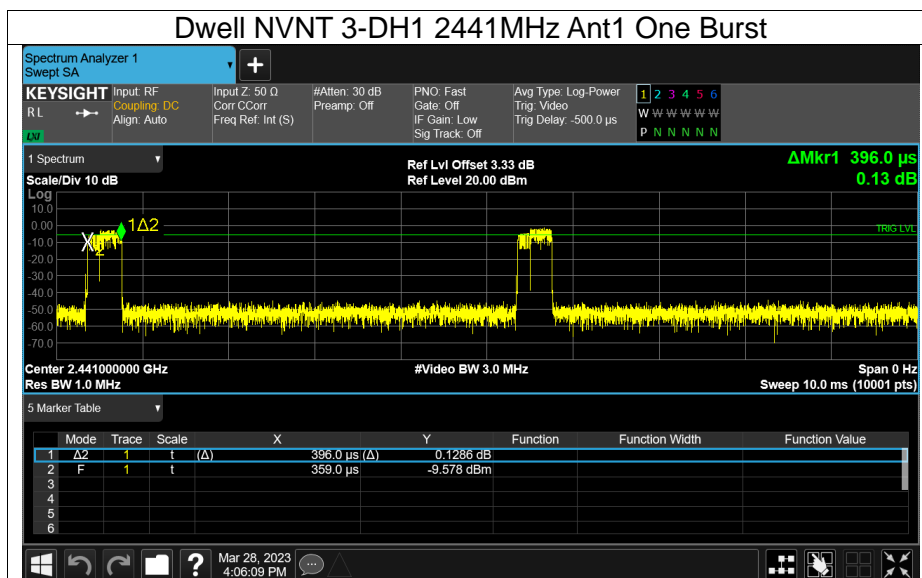 Dwell NVNT 3-DH1 2441MHz Ant1 One Burst
Spectrum Analyzer 1
Swept SA
+
KEYSIGHT Input: RF Input Z: 50 Ω #Atten: 30 dB PNO: Fast Avg Type: Log-Power 1 2 3 4 5 6
RL Coupling: DC Corr CCorr Preamp: Off Gate: Off Trig: Video W W W W W W
Align: Auto Freq Ref: Int (S) IF Gain: Low Trig Delay: -500.0 µs
LXI Sig Track: Off P N N N N N
1 Spectrum Ref Lvl Offset 3.33 dB ΔMkr1 396.0 µs
Scale/Div 10 dB Ref Level 20.00 dBm 0.13 dB
Log
10.0
0.00 1Δ2 TRIG LVL
-10.0 X2
-20.0
-30.0
-40.0
-50.0
-60.0
-70.0
Center 2.441000000 GHz #Video BW 3.0 MHz Span 0 Hz
Res BW 1.0 MHz Sweep 10.0 ms (10001 pts)
5 Marker Table
Mode Trace Scale X Y Function Function Width Function Value
1 Δ2 1 t (Δ) 396.0 µs (Δ) 0.1286 dB
2 F 1 t 359.0 µs -9.578 dBm
3
4
5
6
? Mar 28, 2023
4:06:09 PM